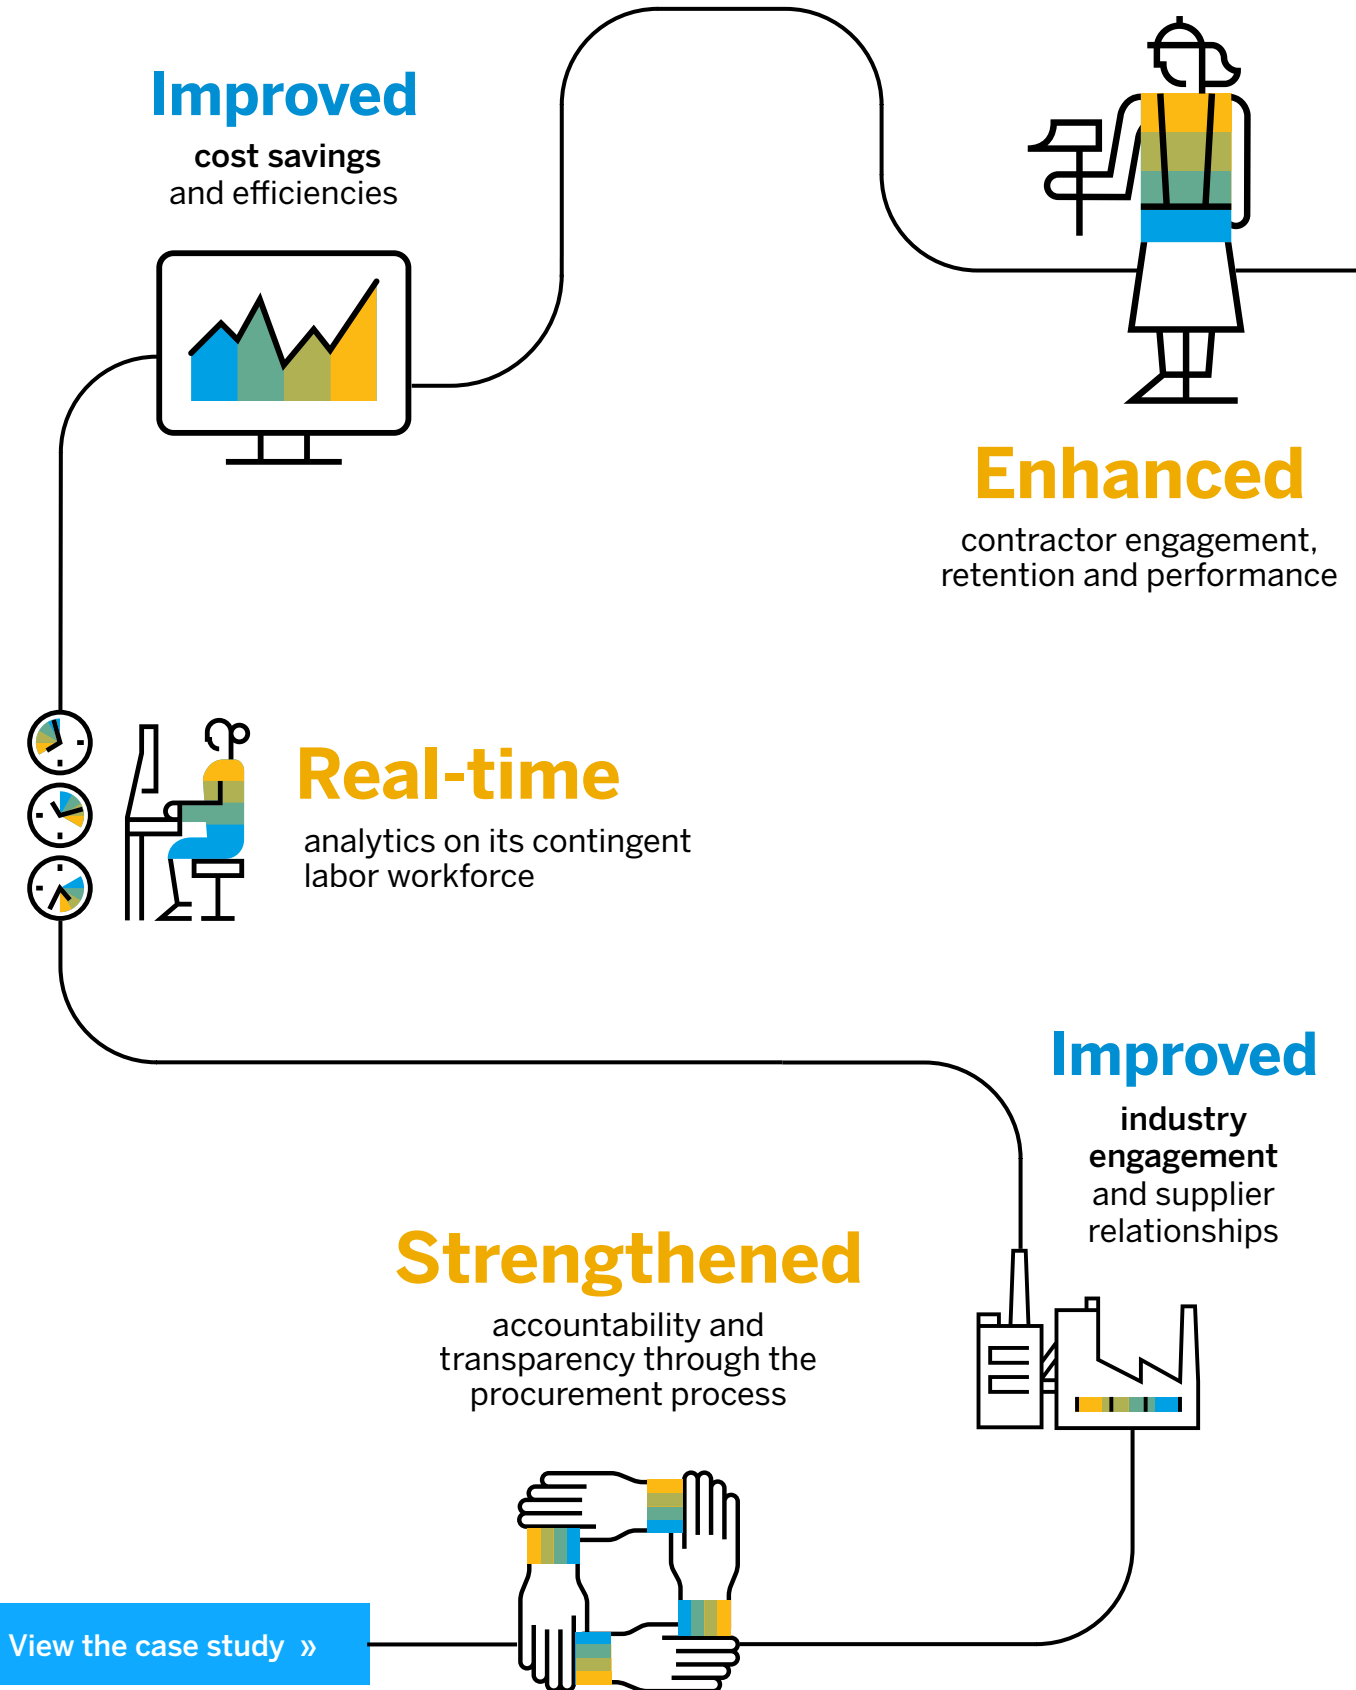 Improved
cost savings
and efficiencies
Enhanced
contractor engagement,
retention and performance
Real-time
analytics on its contingent
labor workforce
Improved
industry
engagement
and supplier
relationships
Strengthened
accountability and
transparency through the
procurement process
View the case study »